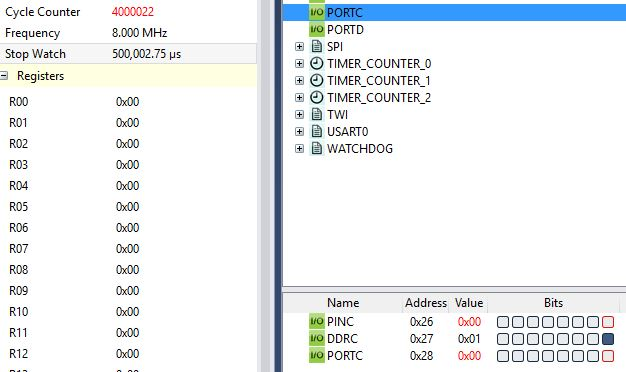 Cycle Counter 4000022
Frequency 8.000 MHz
Stop Watch 500,002.75 µs
Registers
R00 0x00
R01 0x00
R02 0x00
R03 0x00
R04 0x00
R05 0x00
R06 0x00
R07 0x00
R08 0x00
R09 0x00
R10 0x00
R11 0x00
R12 0x00
I/O PORTC
I/O PORTD
SPI
TIMER_COUNTER_0
TIMER_COUNTER_1
TIMER_COUNTER_2
TWI
USART0
WATCHDOG
Name Address Value Bits
I/O PINC 0x26 0x00
I/O DDRC 0x27 0x01
I/O PORTC 0x28 0x00